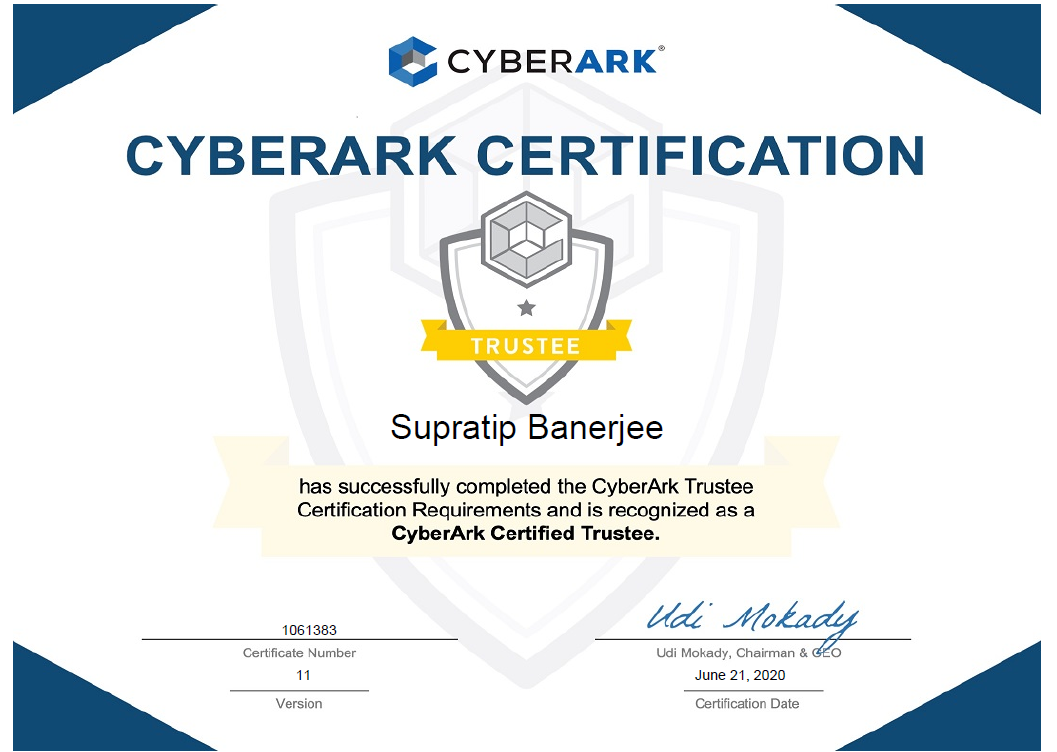 CYBERARK®
CYBERARK CERTIFICATION
TRUSTEE
Supratip Banerjee
has successfully completed the CyberArk Trustee
Certification Requirements and is recognized as a
CyberArk Certified Trustee.
1061383
Certificate Number
11
Version
Udi Mokady
Udi Mokady, Chairman & CEO
June 21, 2020
Certification Date